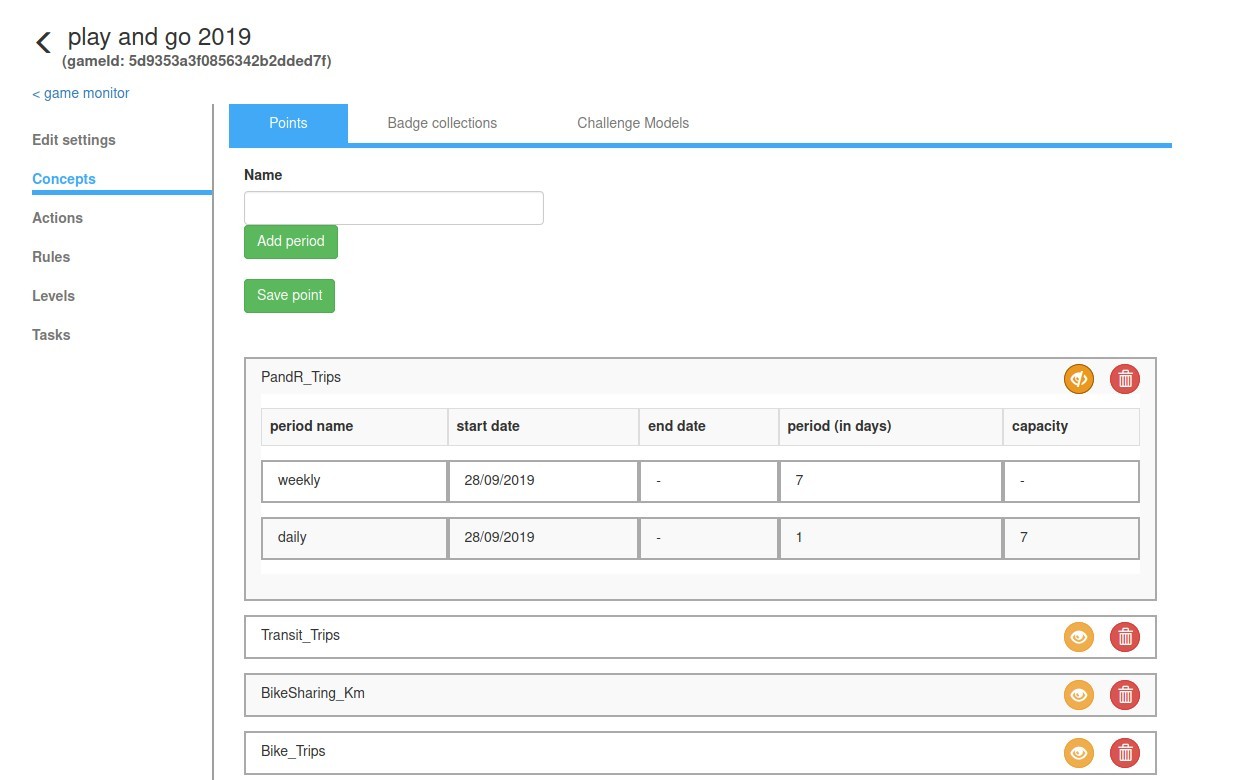 play and go 2019
(gameId: 5d9353a3f0856342b2dded7f)
< game monitor
Edit settings
Concepts
Actions
Rules
Levels
Tasks
Points Badge collections Challenge Models
Name
Add period
Save point
PandR_Trips
period name start date end date period (in days) capacity
weekly 28/09/2019 - 7 -
daily 28/09/2019 - 1 7
Transit_Trips
BikeSharing_Km
Bike_Trips